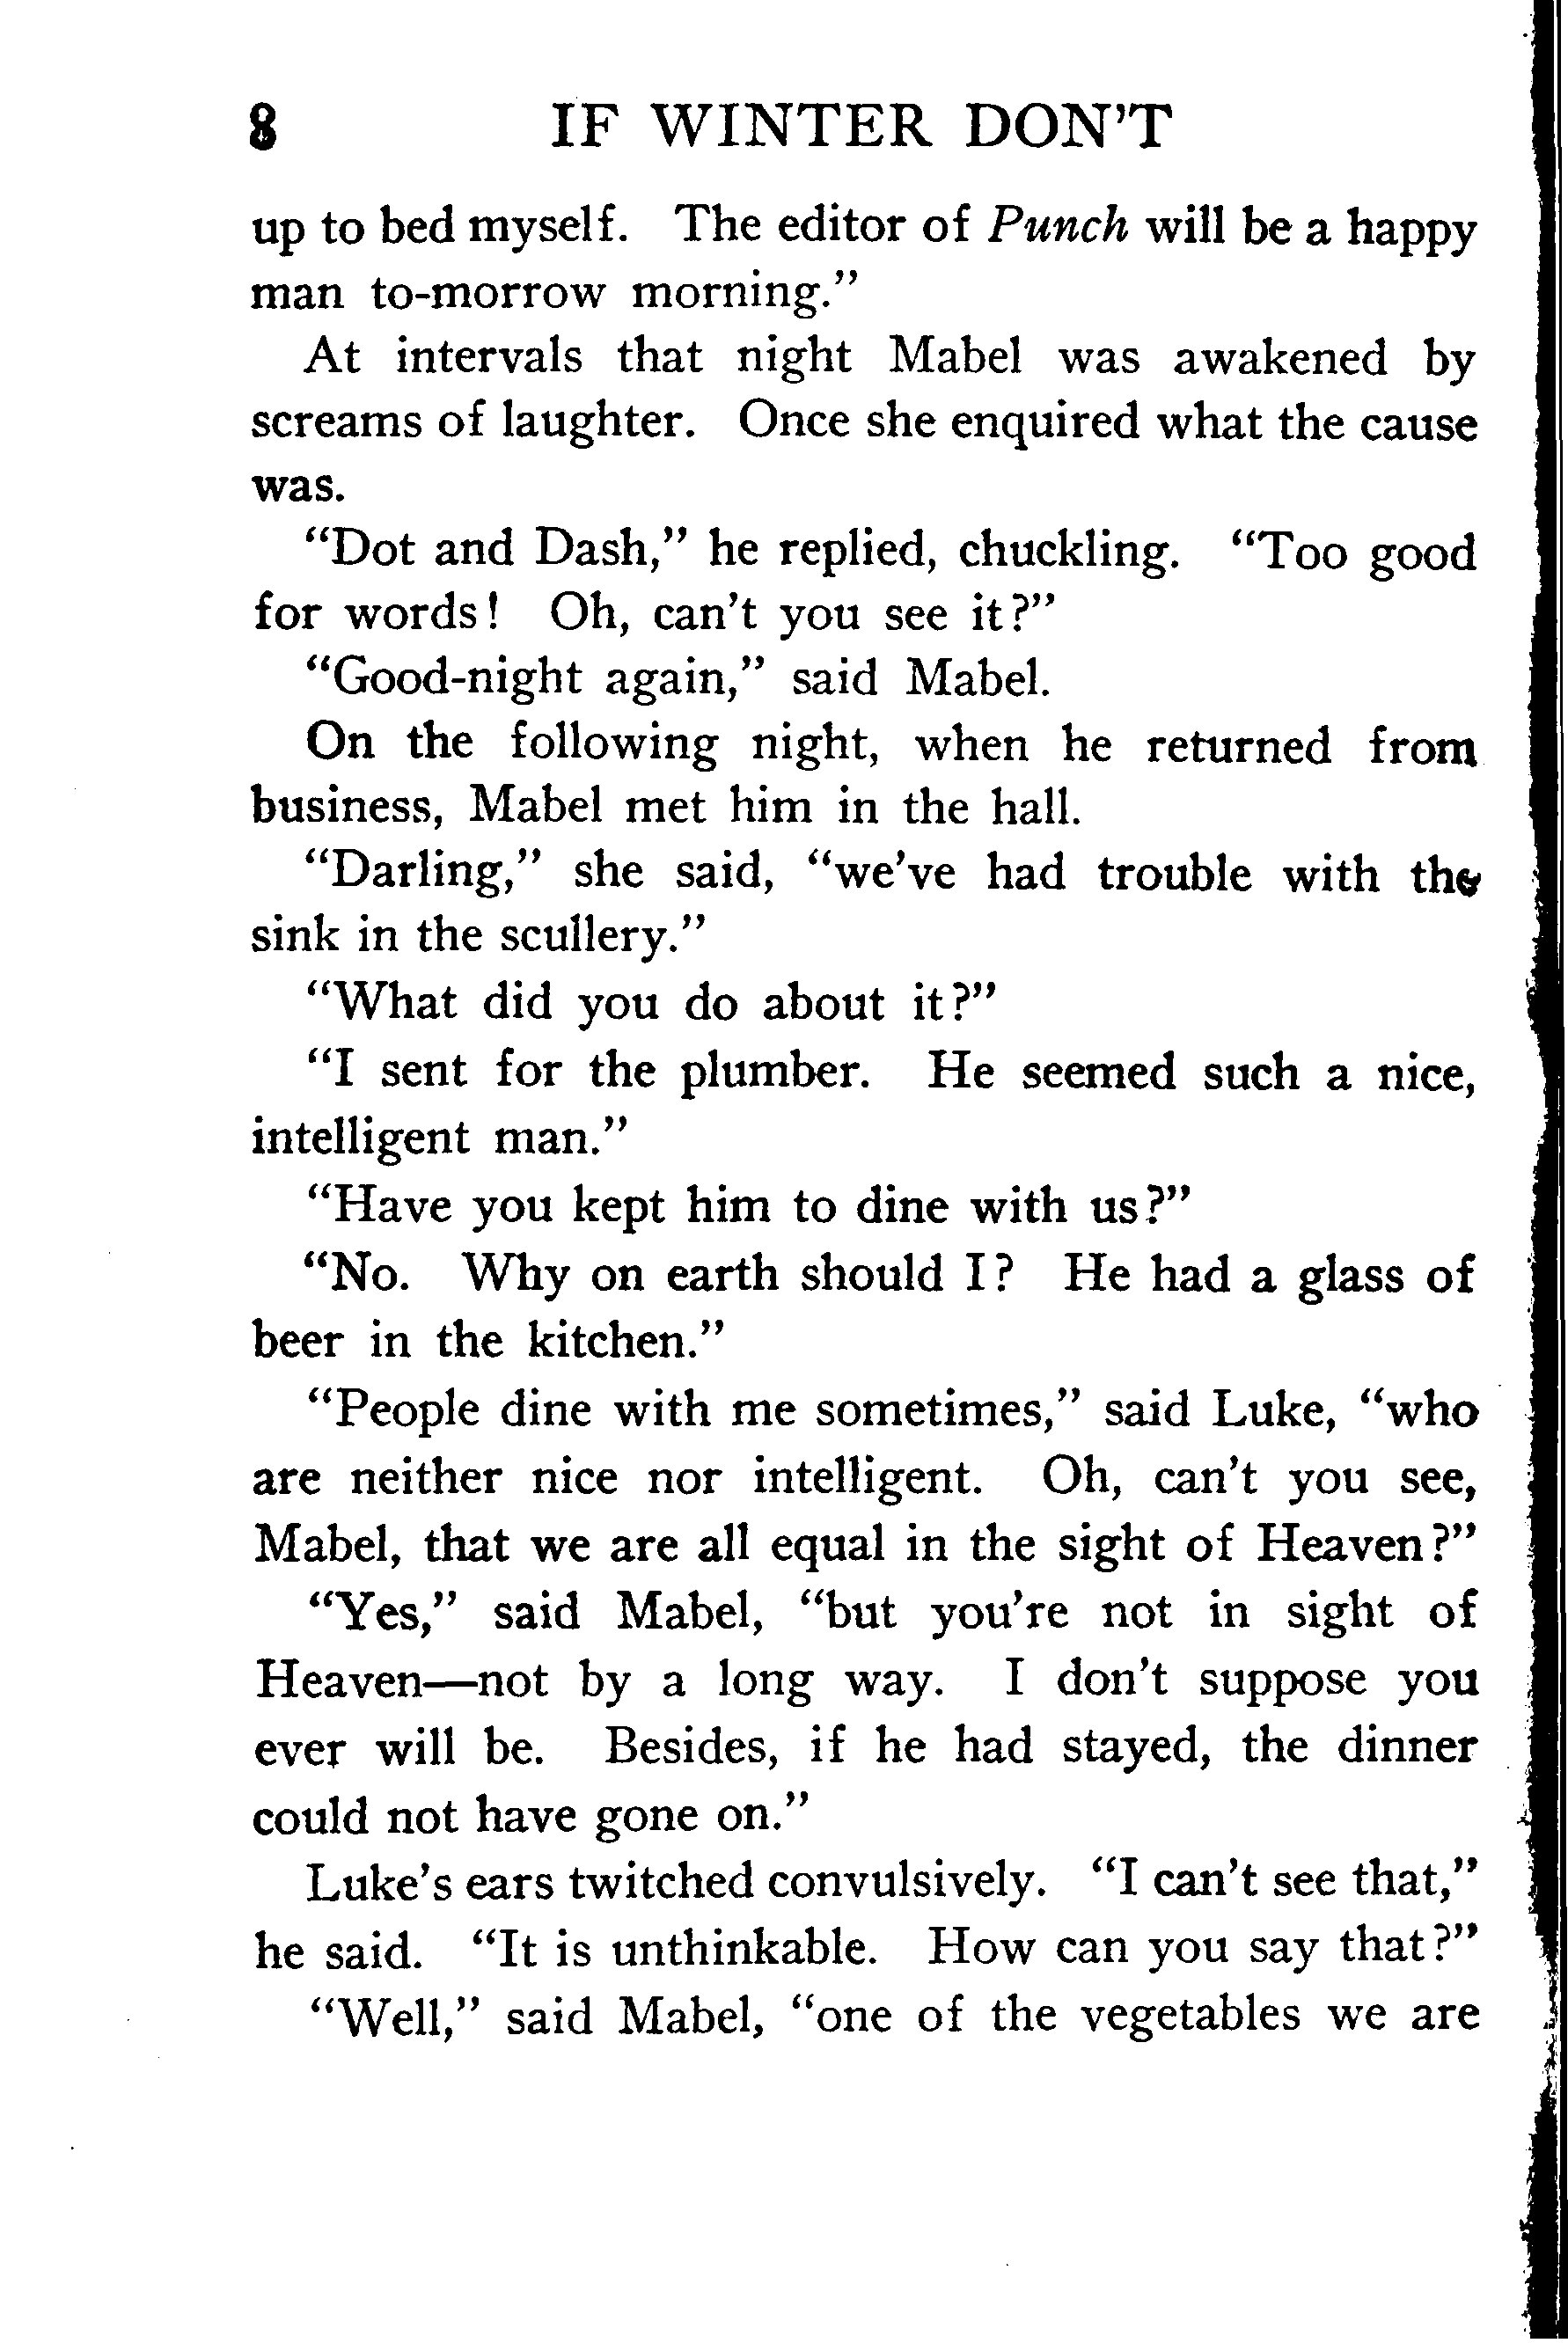 8 IF WINTER DON'T
up to bed myself. The editor of Punch will be a happy
man to-morrow morning."
At intervals that night Mabel was awakened by
screams of laughter. Once she enquired what the cause
was.
"Dot and Dash," he replied, chuckling. "Too good
for words! Oh, can't you see it?"
"Good-night again," said Mabel.
On the following night, when he returned from
business, Mabel met him in the hall.
"Darling," she said, "we've had trouble with the
sink in the scullery."
"What did you do about it?"
"I sent for the plumber. He seemed such a nice,
intelligent man."
"Have you kept him to dine with us?"
"No. Why on earth should I? He had a glass of
beer in the kitchen."
"People dine with me sometimes," said Luke, "who
are neither nice nor intelligent. Oh, can't you see,
Mabel, that we are all equal in the sight of Heaven?"
"Yes," said Mabel, "but you're not in sight of
Heaven—not by a long way. I don't suppose you
ever will be. Besides, if he had stayed, the dinner
could not have gone on."
Luke's ears twitched convulsively. "I can't see that,"
he said. "It is unthinkable. How can you say that?"
"Well," said Mabel, "one of the vegetables we are